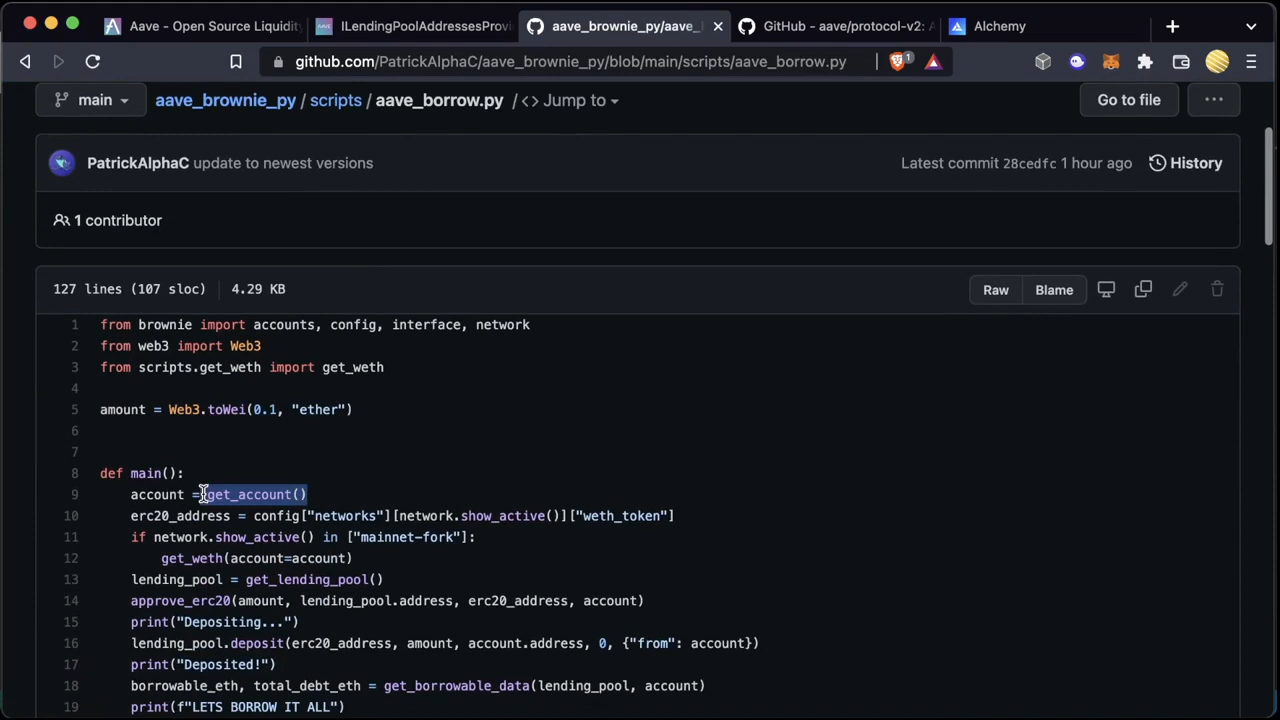 Aave - Open Source Liquidity
ILendingPoolAddressesProvi
aave_brownie_py/aave_
GitHub - aave/protocol-v2: A
Alchemy
github.com/PatrickAlphaC/aave_brownie_py/blob/main/scripts/aave_borrow.py
1
main
aave_brownie_py / scripts / aave_borrow.py / <> Jump to
Go to file
...
PatrickAlphaC update to newest versions
Latest commit 28cedfc 1 hour ago
History
1 contributor
127 lines (107 sloc)
4.29 KB
Raw
Blame
1 from brownie import accounts, config, interface, network
2 from web3 import Web3
3 from scripts.get_weth import get_weth
4
5 amount = Web3.toWei(0.1, "ether")
6
7
8 def main():
9 account = get_account()
10 erc20_address = config["networks"][network.show_active()]["weth_token"]
11 if network.show_active() in ["mainnet-fork"]:
12 get_weth(account=account)
13 lending_pool = get_lending_pool()
14 approve_erc20(amount, lending_pool.address, erc20_address, account)
15 print("Depositing...")
16 lending_pool.deposit(erc20_address, amount, account.address, 0, {"from": account})
17 print("Deposited!")
18 borrowable_eth, total_debt_eth = get_borrowable_data(lending_pool, account)
19 print(f"LETS BORROW IT ALL")